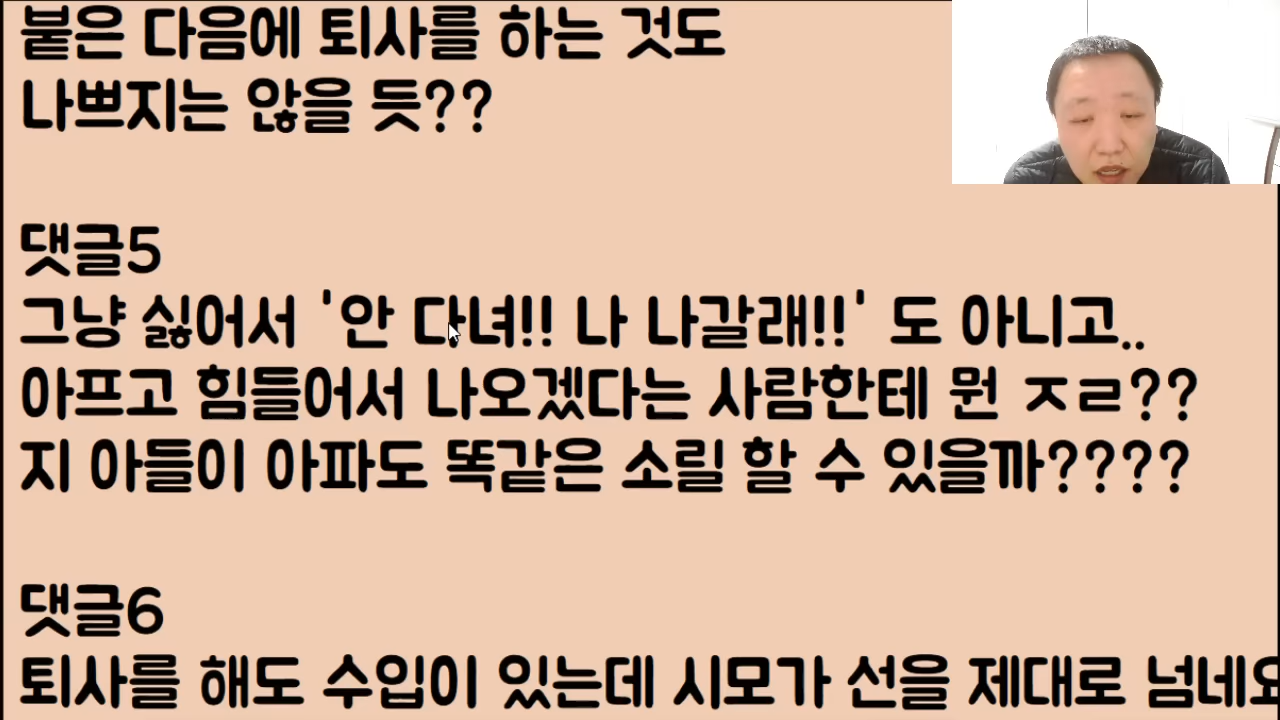 붙은 다음에 퇴사를 하는 것도
나쁘지는 않을 듯??
댓글5
그냥 싫어서 '안 다녀!! 나 나갈래!!' 도 아니고..
아프고 힘들어서 나오겠다는 사람한테 뭔 ㅈㄹ??
지 아들이 아파도 똑같은 소릴 할 수 있을까????
댓글6
퇴사를 해도 수입이 있는데 시모가 선을 제대로 넘네요